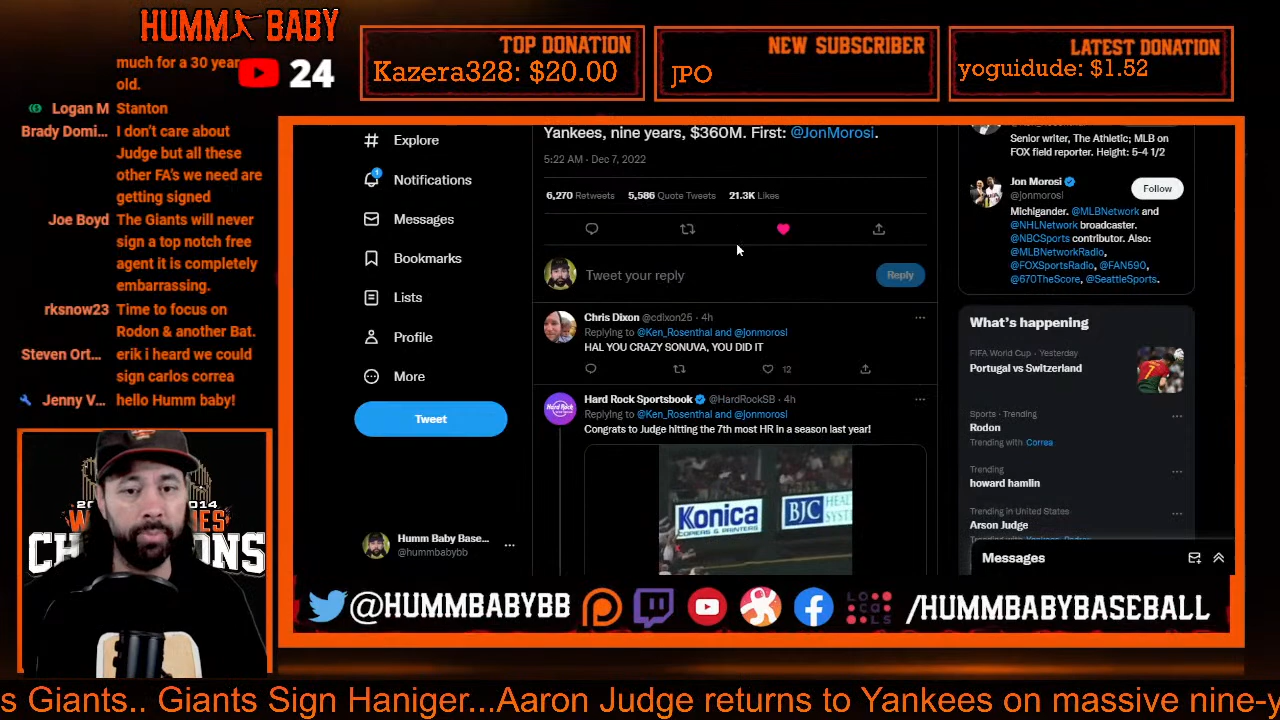 HUMM BABY
24
TOP DONATION
Kazera328: $20.00
NEW SUBSCRIBER
JPO
LATEST DONATION
yoguidude: $1.52
much for a 30 year
old.
Logan M Stanton
Brady Domi... I don't care about
Judge but all these
other FA's we need are
getting signed
Joe Boyd The Giants will never
sign a top notch free
agent it is completely
embarrassing.
rksnow23 Time to focus on
Rodon & another Bat.
Steven Ort... erik i heard we could
sign carlos correa
Jenny V... hello Humm baby!
CH
NS
Explore
1
Notifications
Messages
Bookmarks
Lists
Profile
More
Tweet
Humm Baby Base...
@hummbabybb
Yankees, nine years, $360M. First: @JonMorosi.
5:22 AM · Dec 7, 2022
6,270 Retweets 5,586 Quote Tweets 21.3K Likes
Tweet your reply
Reply
Chris Dixon @cdixon25 · 4h
Replying to @Ken_Rosenthal and @jonmorosi
HAL YOU CRAZY SONUVA, YOU DID IT
12
Hard Rock Sportsbook @HardRockSB · 4h
Replying to @Ken_Rosenthal and @jonmorosi
Congrats to Judge hitting the 7th most HR in a season last year!
Konica
COPIERS & PRINTERS
BJC HEAL
SYST
Senior writer, The Athletic; MLB on
FOX field reporter. Height: 5-4 1/2
Jon Morosi
@jonmorosi
Follow
Michigander. @MLBNetwork and
@NHLNetwork broadcaster.
@NBCSports contributor. Also:
@MLBNetworkRadio,
@FOXSportsRadio, @FAN590,
@670TheScore, @SeattleSports.
What's happening
FIFA World Cup · Yesterday
Portugal vs Switzerland
Sports · Trending
Rodon
Trending with Correa
Trending
howard hamlin
Trending in United States
Arson Judge
Messages
@HUMMBABYBB
LOCALS
/HUMMBABYBASEBALL
s Giants.. Giants Sign Haniger...Aaron Judge returns to Yankees on massive nine-y